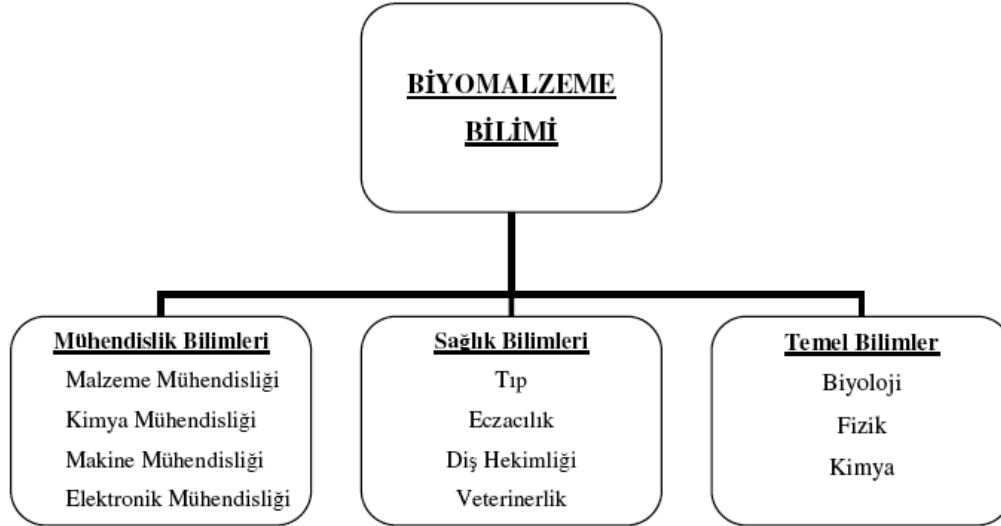 BİYOMALZEME
BİLİMİ
Mühendislik Bilimleri
Malzeme Mühendisliği
Kimya Mühendisliği
Makine Mühendisliği
Elektronik Mühendisliği
Sağlık Bilimleri
Tıp
Eczacılık
Diş Hekimliği
Veterinerlik
Temel Bilimler
Biyoloji
Fizik
Kimya